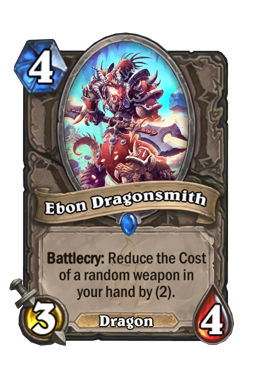 4
Ebon Dragonsmith
Battlecry: Reduce the Cost
of a random weapon in
your hand by (2).
3
Dragon
4